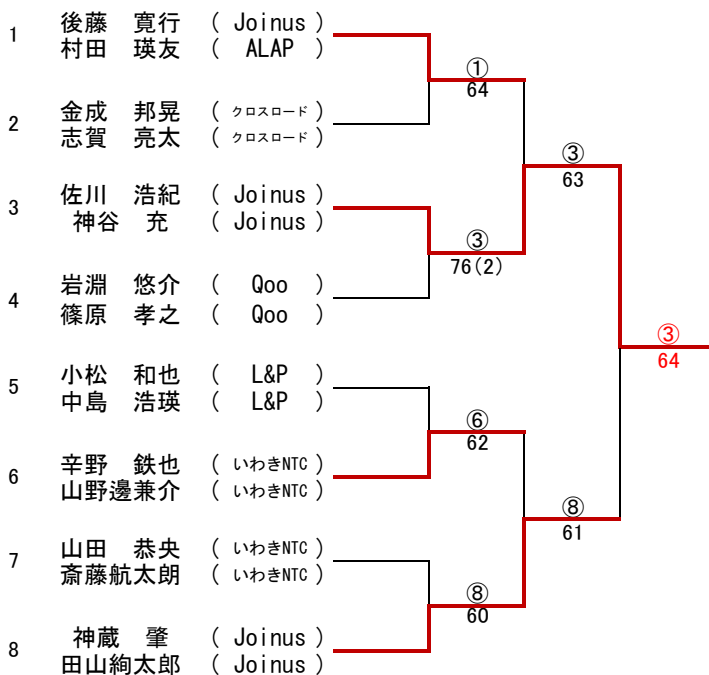 1 後藤 寛行 ( Joinus )
村田 瑛友 ( ALAP )
①
64
2 金成 邦晃 ( クロスロード )
志賀 亮太 ( クロスロード )
③
63
3 佐川 浩紀 ( Joinus )
神谷 充 ( Joinus )
③
76(2)
4 岩淵 悠介 ( Qoo )
篠原 孝之 ( Qoo )
③
64
5 小松 和也 ( L&P )
中島 浩瑛 ( L&P )
⑥
62
6 辛野 鉄也 ( いわきNTC )
山野邊兼介 ( いわきNTC )
⑧
61
7 山田 恭央 ( いわきNTC )
斎藤航太朗 ( いわきNTC )
⑧
60
8 神蔵 肇 ( Joinus )
田山絢太郎 ( Joinus )